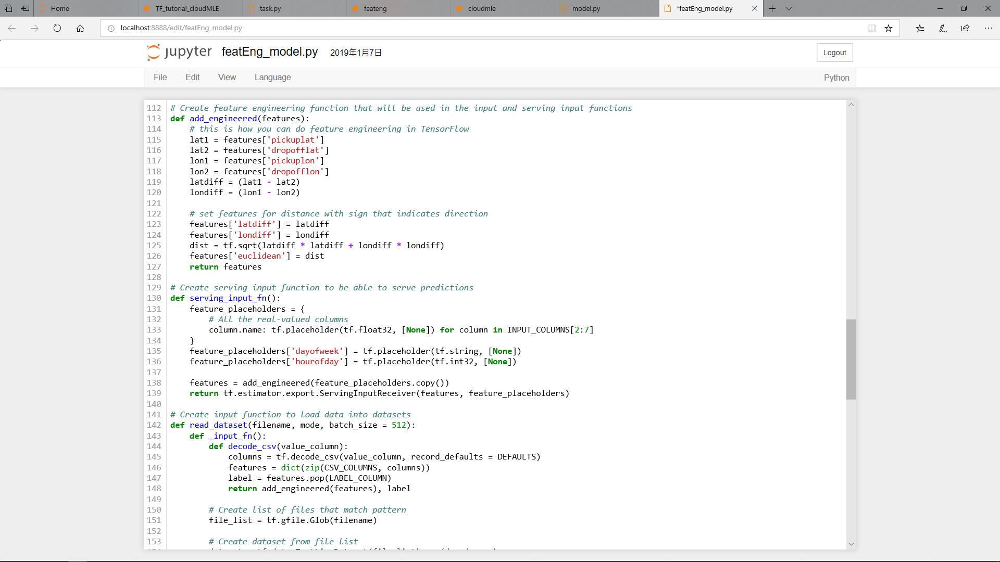 Home
TF_tutorial_cloudMLE
task.py
feateng
cloudmle
model.py
*featEng_model.py
localhost:8888/edit/featEng_model.py
jupyter featEng_model.py 2019年1月7日
Logout
File Edit View Language
Python
112 # Create feature engineering function that will be used in the input and serving input functions
113 def add_engineered(features):
114     # this is how you can do feature engineering in TensorFlow
115     lat1 = features['pickuplat']
116     lat2 = features['dropofflat']
117     lon1 = features['pickuplon']
118     lon2 = features['dropofflon']
119     latdiff = (lat1 - lat2)
120     londiff = (lon1 - lon2)
121
122     # set features for distance with sign that indicates direction
123     features['latdiff'] = latdiff
124     features['londiff'] = londiff
125     dist = tf.sqrt(latdiff * latdiff + londiff * londiff)
126     features['euclidean'] = dist
127     return features
128
129 # Create serving input function to be able to serve predictions
130 def serving_input_fn():
131     feature_placeholders = {
132         # All the real-valued columns
133         column.name: tf.placeholder(tf.float32, [None]) for column in INPUT_COLUMNS[2:7]
134     }
135     feature_placeholders['dayofweek'] = tf.placeholder(tf.string, [None])
136     feature_placeholders['hourofday'] = tf.placeholder(tf.int32, [None])
137
138     features = add_engineered(feature_placeholders.copy())
139     return tf.estimator.export.ServingInputReceiver(features, feature_placeholders)
140
141 # Create input function to load data into datasets
142 def read_dataset(filename, mode, batch_size = 512):
143     def _input_fn():
144         def decode_csv(value_column):
145             columns = tf.decode_csv(value_column, record_defaults = DEFAULTS)
146             features = dict(zip(CSV_COLUMNS, columns))
147             label = features.pop(LABEL_COLUMN)
148             return add_engineered(features), label
149
150         # Create list of files that match pattern
151         file_list = tf.gfile.Glob(filename)
152
153         # Create dataset from file list